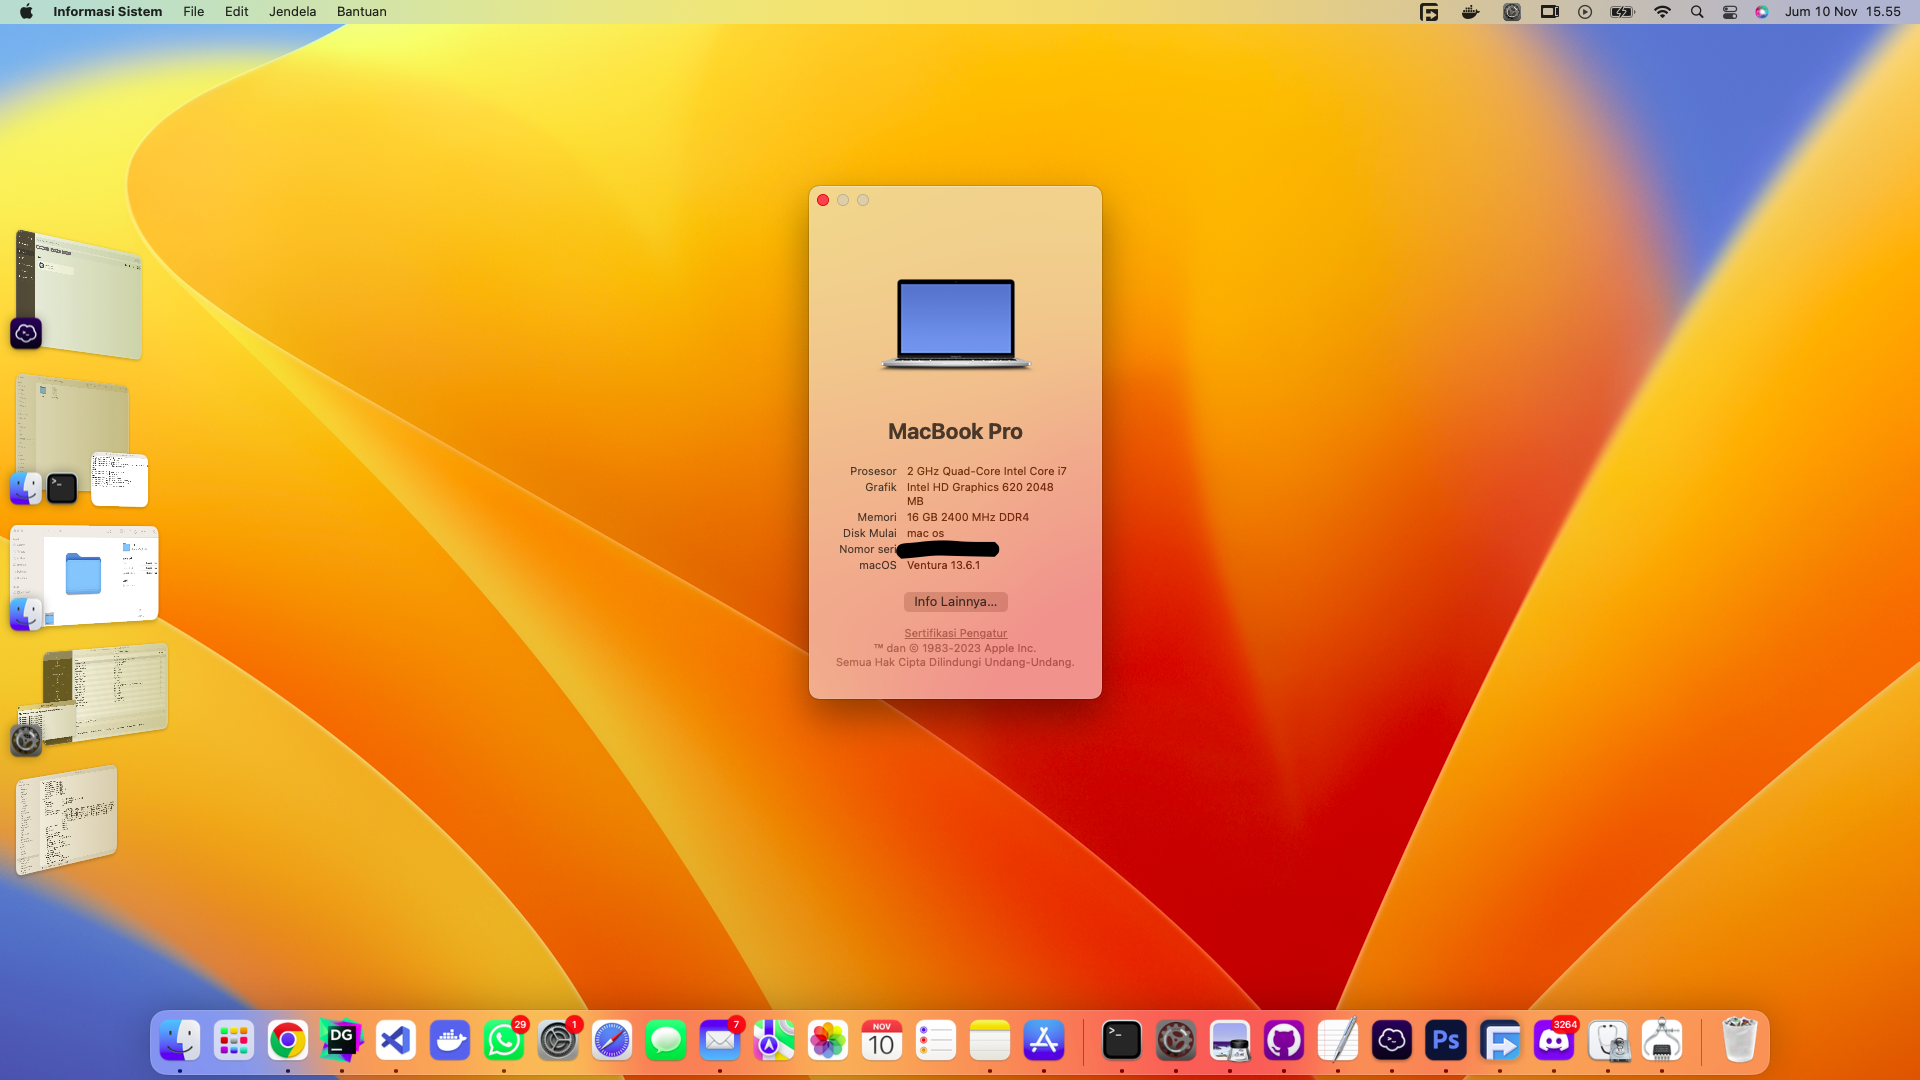 Informasi Sistem File Edit Jendela Bantuan Jum 10 Nov 15.55
MacBook Pro
Prosesor 2 GHz Quad-Core Intel Core i7
Grafik Intel HD Graphics 620 2048
MB
Memori 16 GB 2400 MHz DDR4
Disk Mulai mac os
Nomor seri
macOS Ventura 13.6.1
Info Lainnya...
Sertifikasi Pengatur
™ dan © 1983-2023 Apple Inc.
Semua Hak Cipta Dilindungi Undang-Undang.
29 1 7 3264
DG NOV 10 Ps